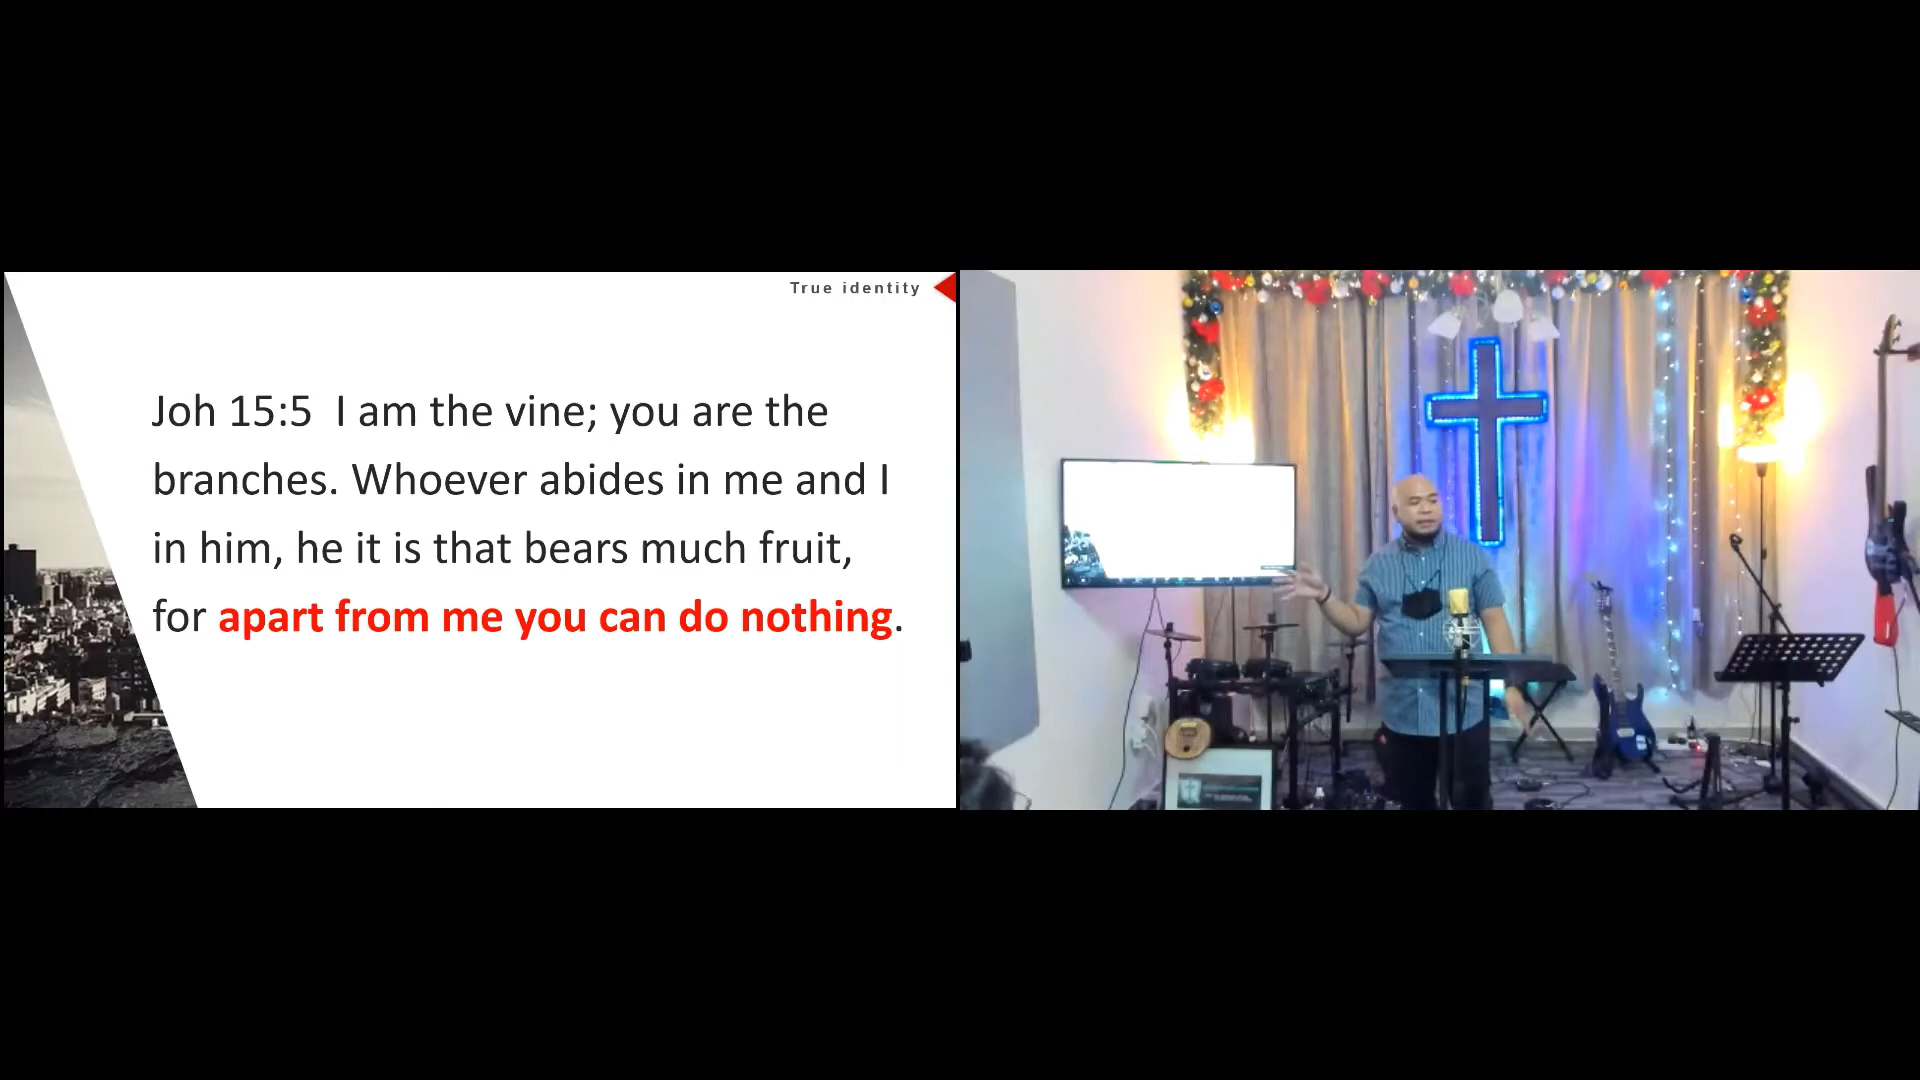 True identity
Joh 15:5 I am the vine; you are the
branches. Whoever abides in me and I
in him, he it is that bears much fruit,
for apart from me you can do nothing.